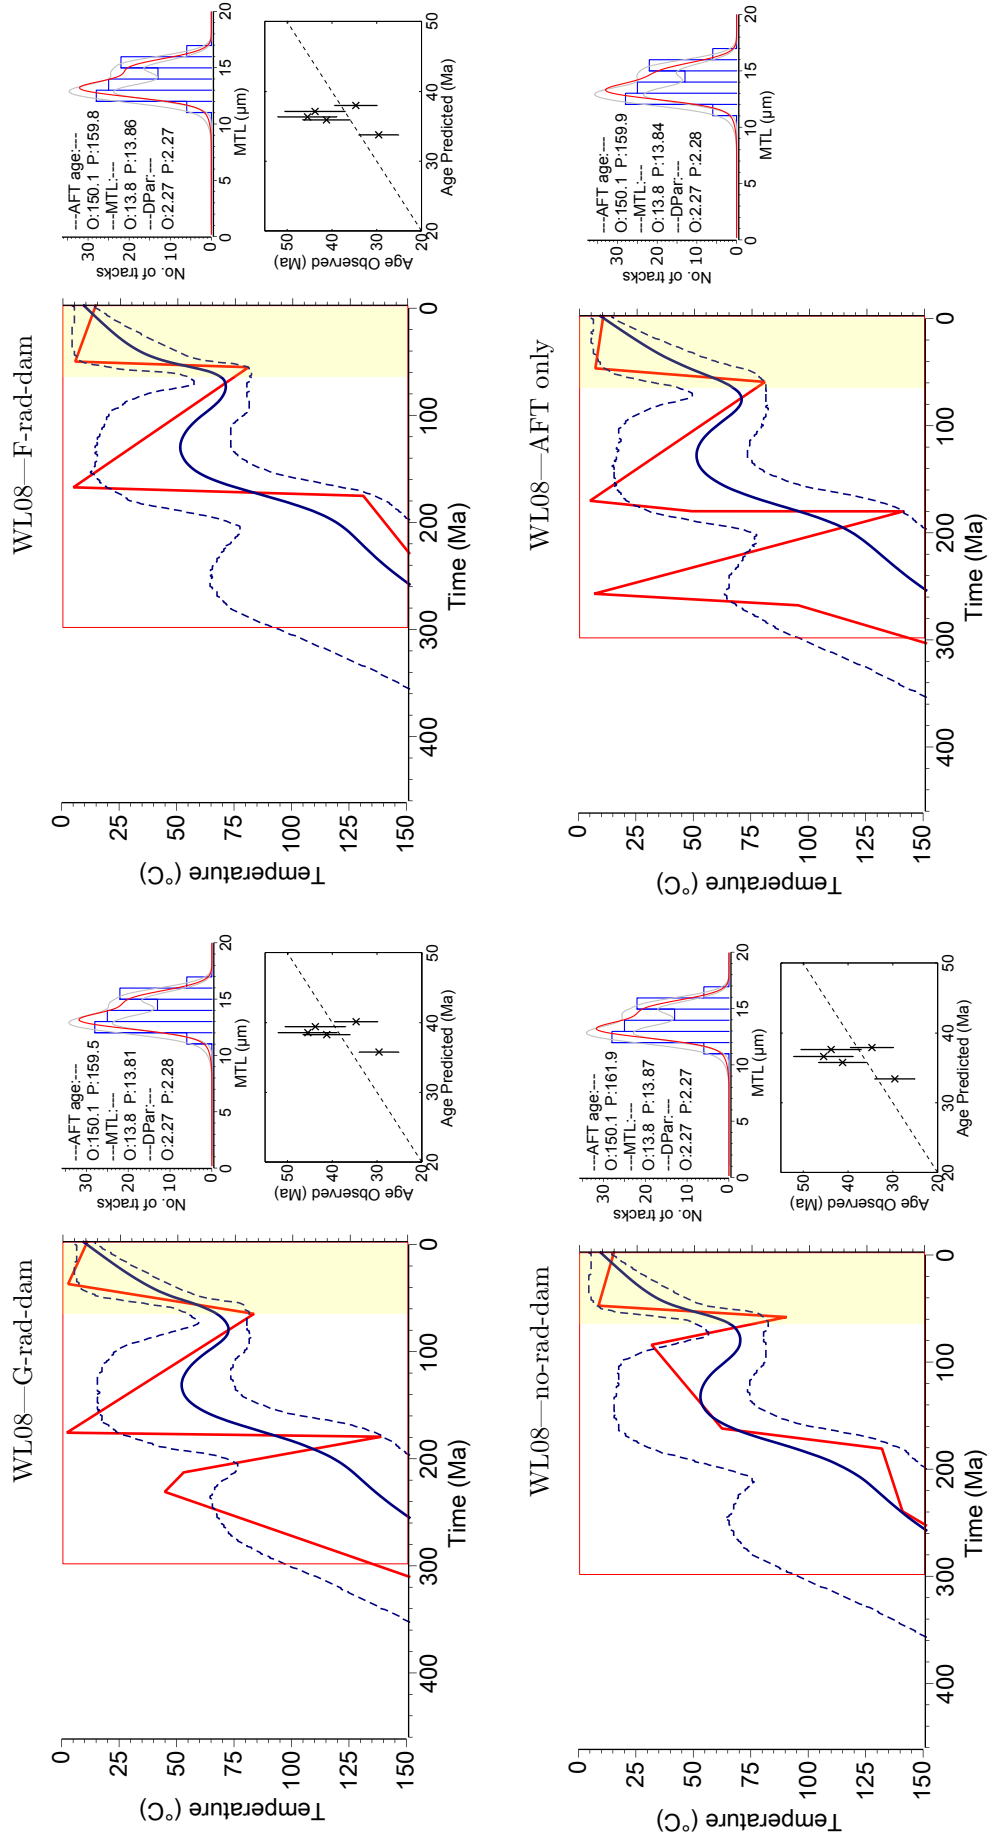 WL08—G-rad-dam
Temperature (°C)
0
25
50
75
100
125
150
400 300 200 100 0
Time (Ma)
No. of tracks
30
20
10
0
---AFT age:---
O:150.1 P:159.5
---MTL:---
O:13.8 P:13.81
---DPar:---
O:2.27 P:2.28
0 5 10 15 20
MTL (µm)
Age Observed (Ma)
50
40
30
20
20 30 40 50
Age Predicted (Ma)
WL08—F-rad-dam
Temperature (°C)
0
25
50
75
100
125
150
400 300 200 100 0
Time (Ma)
No. of tracks
30
20
10
0
---AFT age:---
O:150.1 P:159.8
---MTL:---
O:13.8 P:13.86
---DPar:---
O:2.27 P:2.27
0 5 10 15 20
MTL (µm)
Age Observed (Ma)
50
40
30
20
20 30 40 50
Age Predicted (Ma)
WL08—no-rad-dam
Temperature (°C)
0
25
50
75
100
125
150
400 300 200 100 0
Time (Ma)
No. of tracks
30
20
10
0
---AFT age:---
O:150.1 P:161.9
---MTL:---
O:13.8 P:13.87
---DPar:---
O:2.27 P:2.27
0 5 10 15 20
MTL (µm)
Age Observed (Ma)
50
40
30
20
20 30 40 50
Age Predicted (Ma)
WL08—AFT only
Temperature (°C)
0
25
50
75
100
125
150
400 300 200 100 0
Time (Ma)
No. of tracks
30
20
10
0
---AFT age:---
O:150.1 P:159.9
---MTL:---
O:13.8 P:13.84
---DPar:---
O:2.27 P:2.28
0 5 10 15 20
MTL (µm)